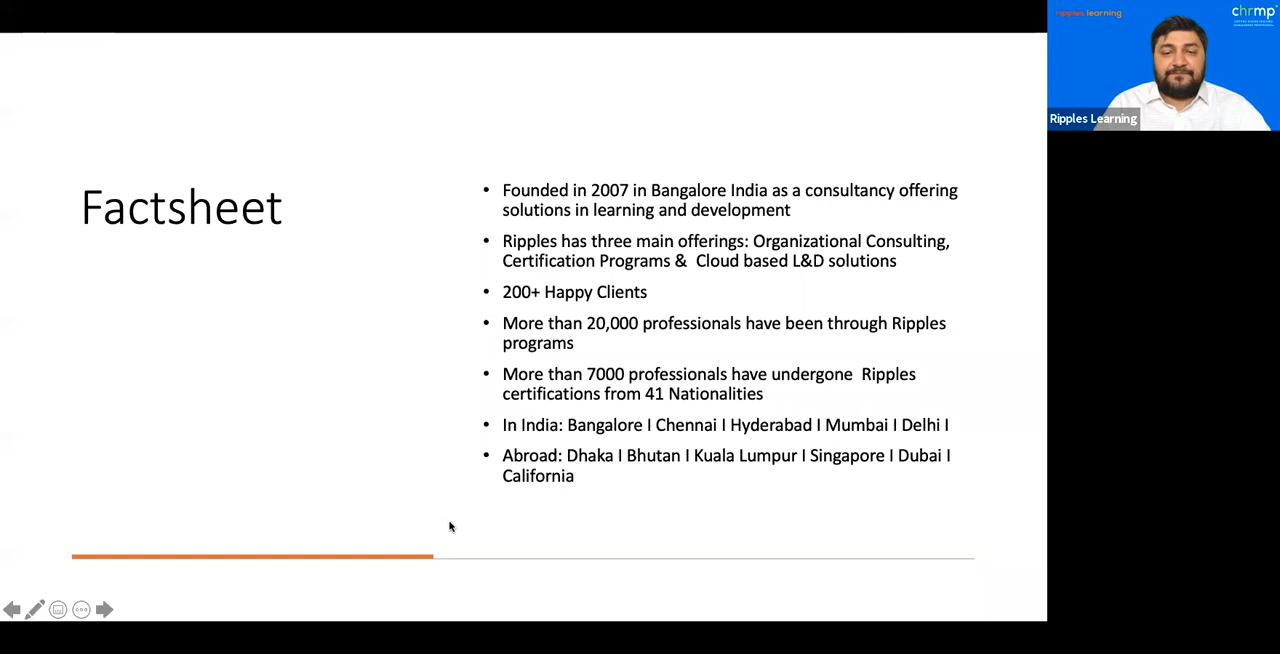 ripples learning
chrmp
Ripples Learning
Factsheet
• Founded in 2007 in Bangalore India as a consultancy offering
solutions in learning and development
• Ripples has three main offerings: Organizational Consulting,
Certification Programs & Cloud based L&D solutions
• 200+ Happy Clients
• More than 20,000 professionals have been through Ripples
programs
• More than 7000 professionals have undergone Ripples
certifications from 41 Nationalities
• In India: Bangalore I Chennai I Hyderabad I Mumbai I Delhi I
• Abroad: Dhaka I Bhutan I Kuala Lumpur I Singapore I Dubai I
California